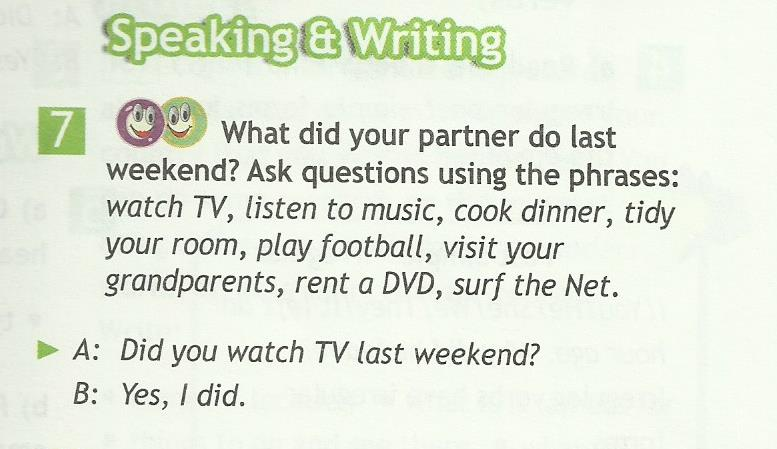 Speaking & Writing
7 What did your partner do last
weekend? Ask questions using the phrases:
watch TV, listen to music, cook dinner, tidy
your room, play football, visit your
grandparents, rent a DVD, surf the Net.
A: Did you watch TV last weekend?
B: Yes, I did.